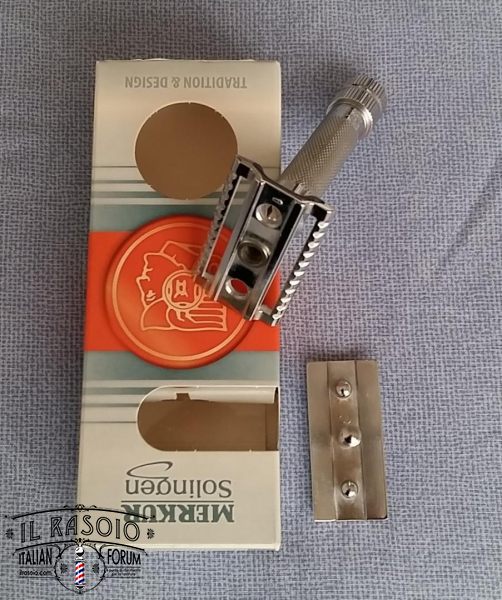 TRADITION & DESIGN
MERKUR
Solingen
IL RASOIO
ITALIAN FORUM
ilrasoio.com